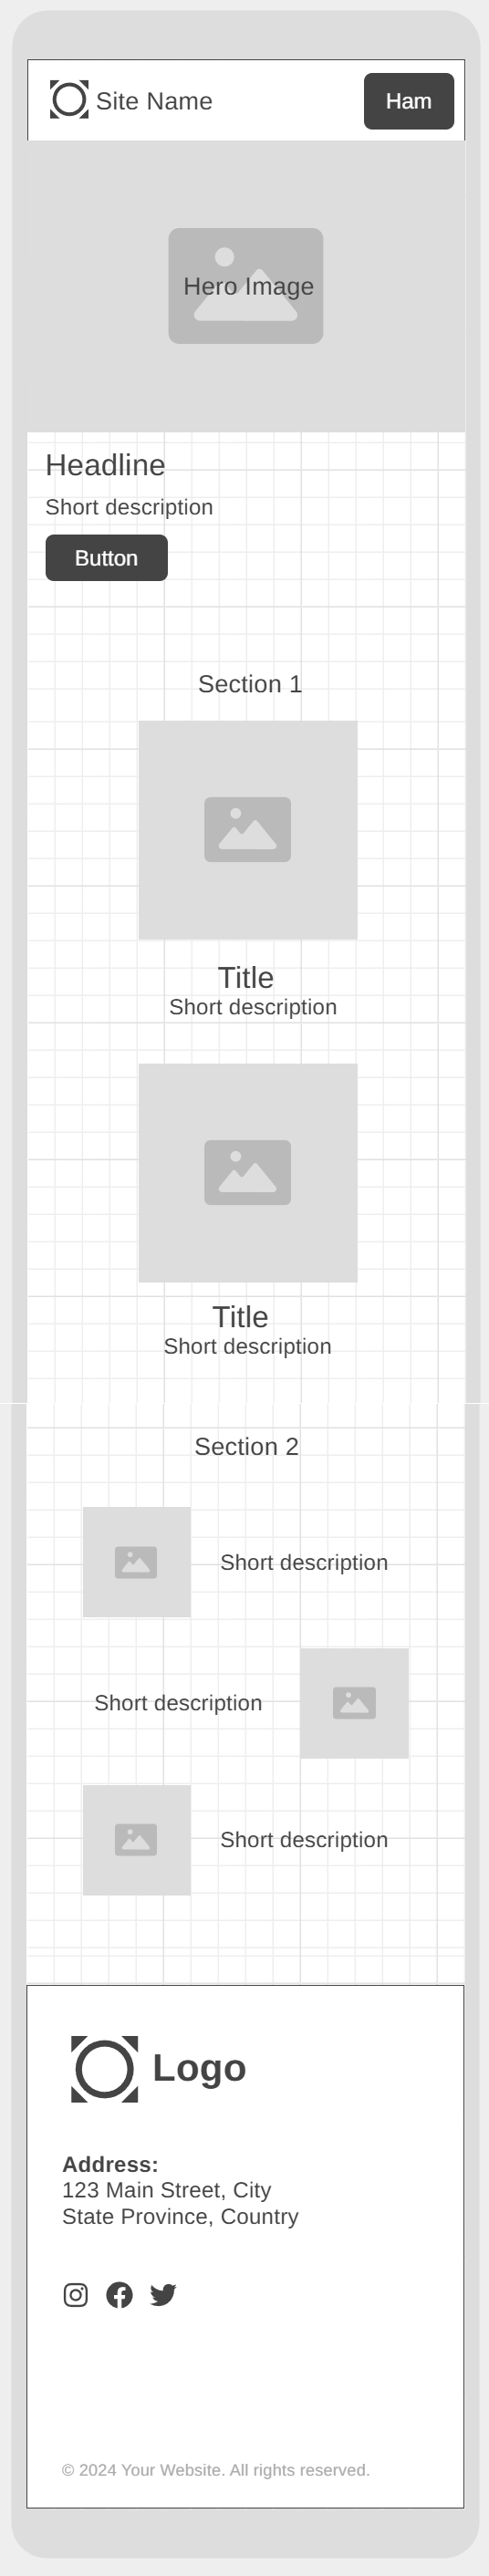 Site Name
Ham
Hero Image
Headline
Short description
Button
Section 1
Title
Short description
Title
Short description
Section 2
Short description
Short description
Short description
Logo
Address:
123 Main Street, City
State Province, Country
© 2024 Your Website. All rights reserved.